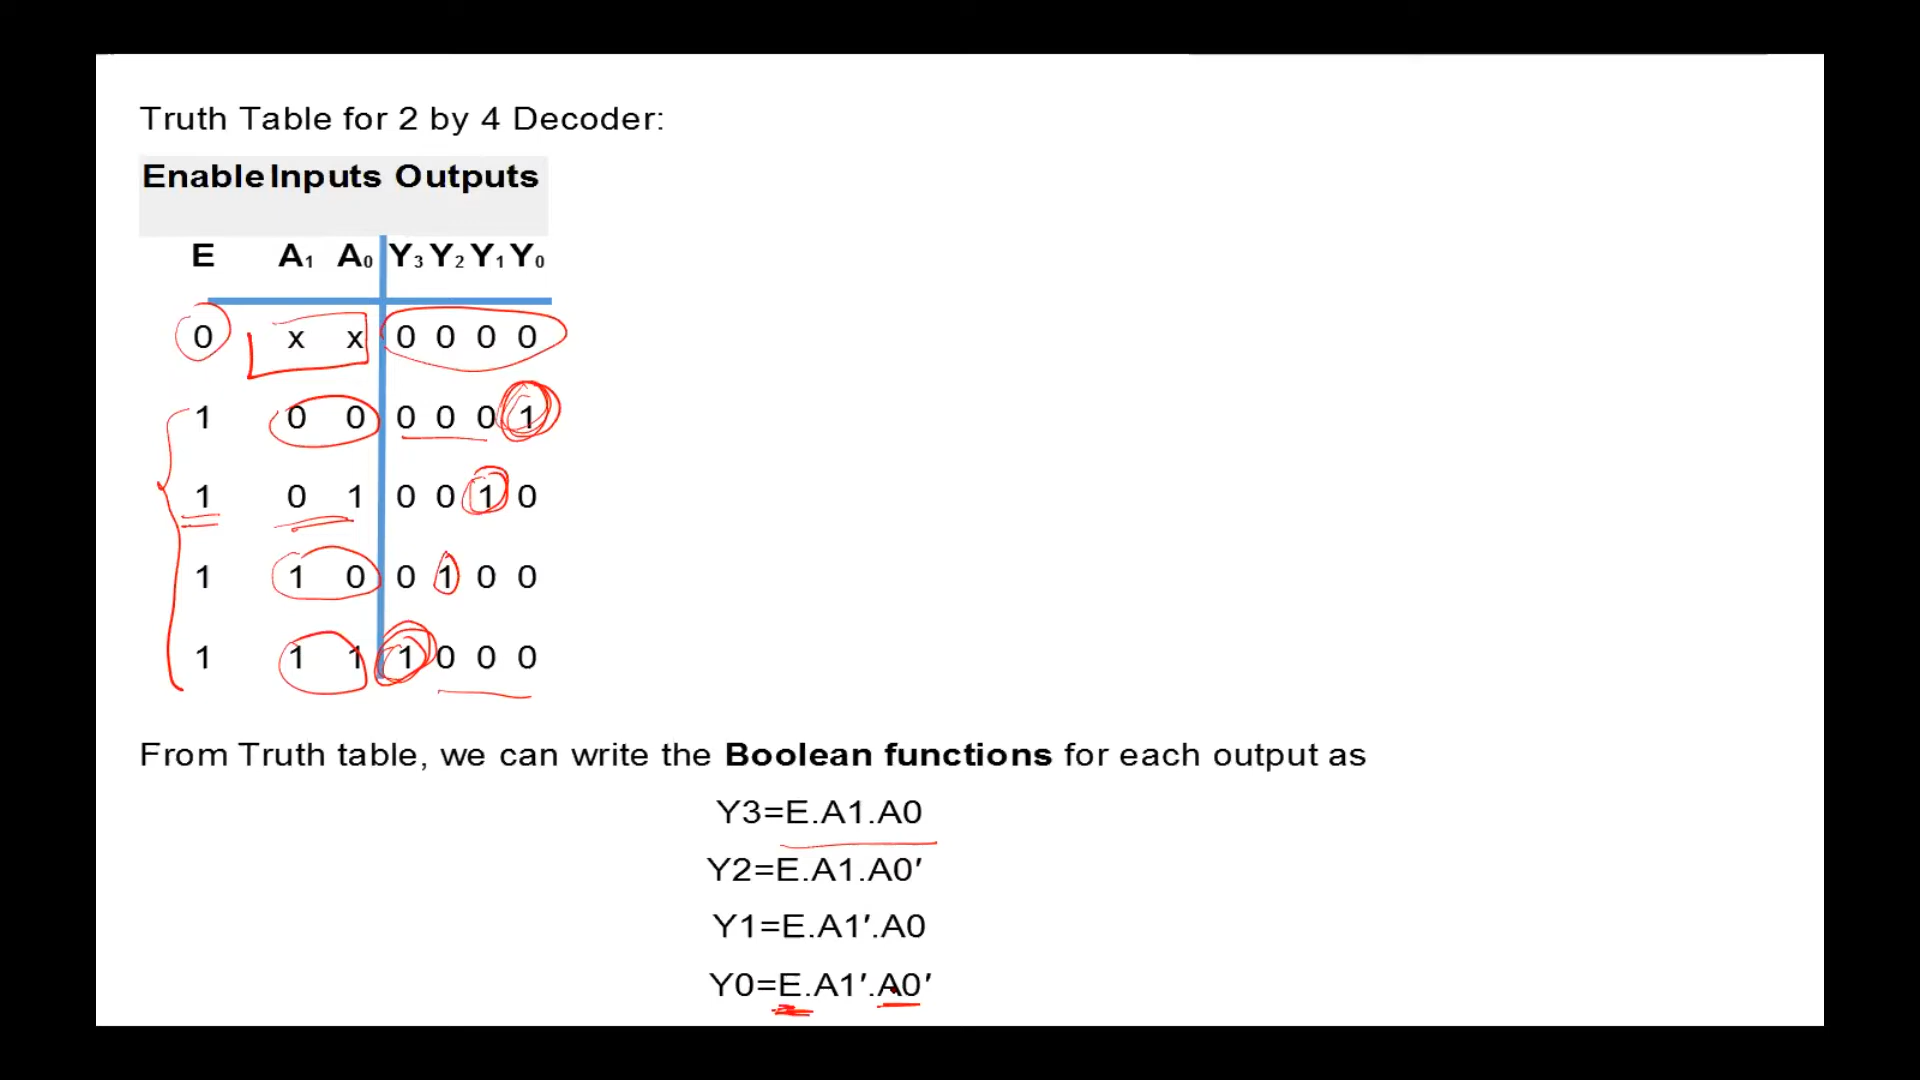 Truth Table for 2 by 4 Decoder:
Enable Inputs Outputs
E A₁ A₀ Y₃ Y₂ Y₁ Y₀
0 x x 0 0 0 0
1 0 0 0 0 0 1
1 0 1 0 0 1 0
1 1 0 0 1 0 0
1 1 1 1 0 0 0
From Truth table, we can write the Boolean functions for each output as
Y3=E.A1.A0
Y2=E.A1.A0′
Y1=E.A1′.A0
Y0=E.A1′.A0′